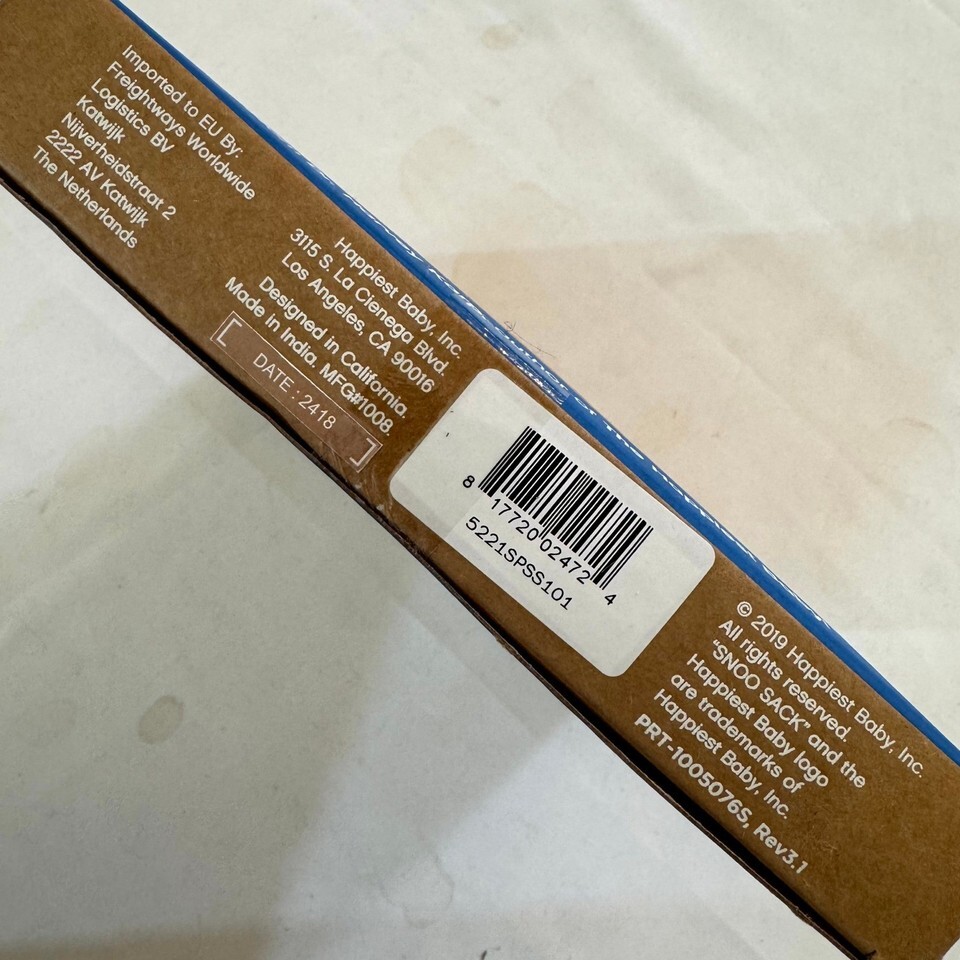 Imported to EU By:
Freightways Worldwide
Logistics BV
Katwijk
Nijverheidstraat 2
2222 AV Katwijk
The Netherlands
Happiest Baby, Inc.
3115 S. La Cienega Blvd.
Los Angeles, CA 90016
Designed in California.
Made in India. MFG#1008.
DATE : 2418
8 17720 02472 4
5221SPSS101
© 2019 Happiest Baby, Inc.
All rights reserved.
"SNOO SACK" and the
Happiest Baby logo
are trademarks of
Happiest Baby, Inc.
PRT-1005076S, Rev3.1